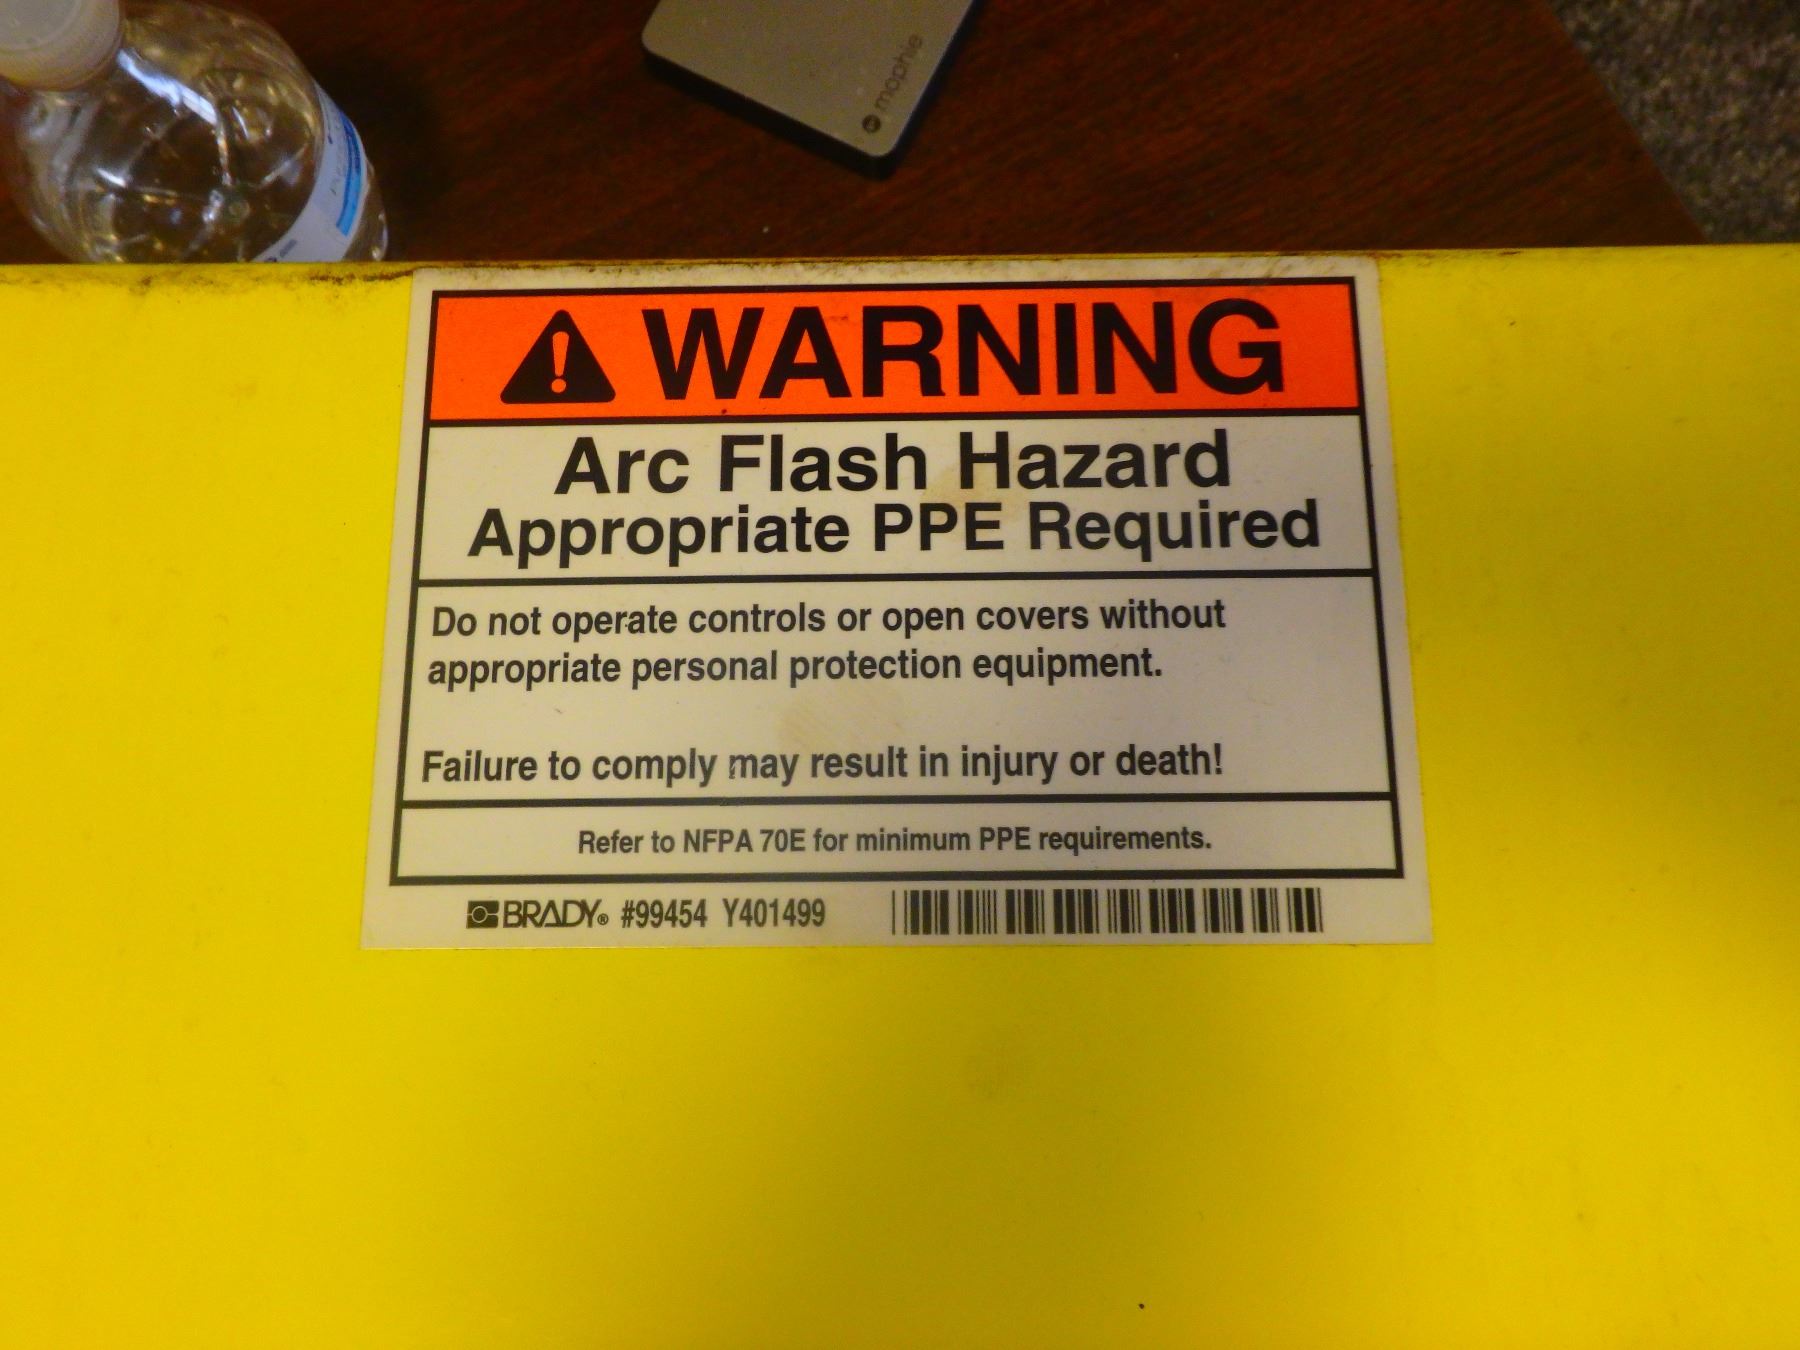 mophie
WARNING
Arc Flash Hazard
Appropriate PPE Required
Do not operate controls or open covers without
appropriate personal protection equipment.
Failure to comply may result in injury or death!
Refer to NFPA 70E for minimum PPE requirements.
BRADY® #99454 Y401499